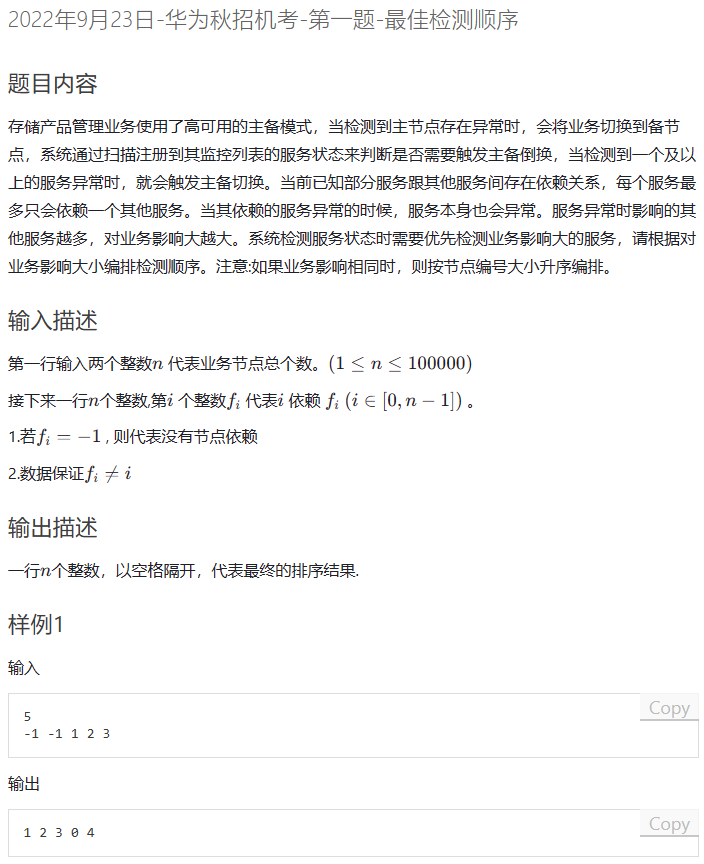 2022年9月23日-华为秋招机考-第一题-最佳检测顺序
题目内容
存储产品管理业务使用了高可用的主备模式，当检测到主节点存在异常时，会将业务切换到备节
点，系统通过扫描注册到其监控列表的服务状态来判断是否需要触发主备倒换，当检测到一个及以
上的服务异常时，就会触发主备切换。当前已知部分服务跟其他服务间存在依赖关系，每个服务最
多只会依赖一个其他服务。当其依赖的服务异常的时候，服务本身也会异常。服务异常时影响的其
他服务越多，对业务影响大越大。系统检测服务状态时需要优先检测业务影响大的服务，请根据对
业务影响大小编排检测顺序。注意:如果业务影响相同时，则按节点编号大小升序编排。
输入描述
第一行输入两个整数n 代表业务节点总个数。(1 ≤ n ≤ 100000)
接下来一行n个整数,第i 个整数f_i 代表i 依赖 f_i (i ∈ [0, n − 1]) 。
1.若f_i = −1 , 则代表没有节点依赖
2.数据保证f_i ≠ i
输出描述
一行n个整数，以空格隔开，代表最终的排序结果.
样例1
输入
Copy
5
-1 -1 1 2 3
输出
Copy
1 2 3 0 4